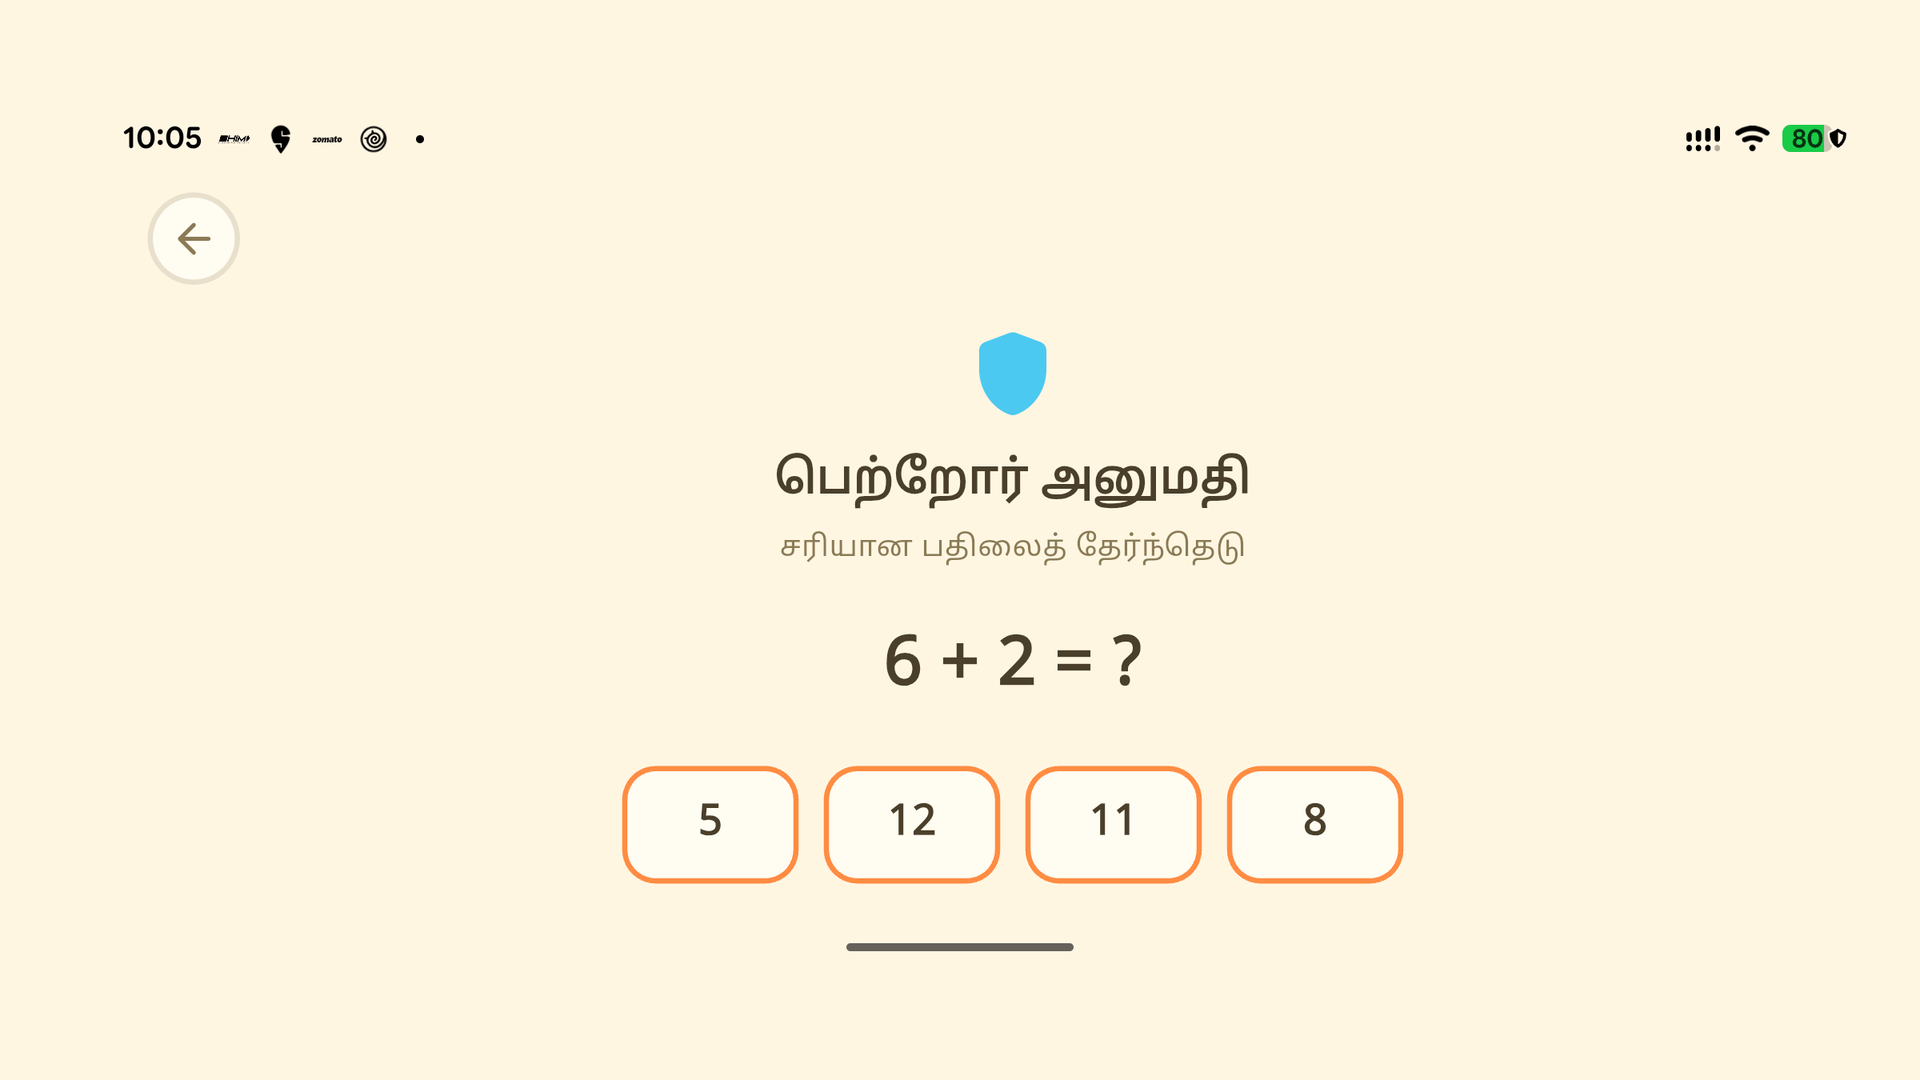 10:05 zomato 80
பெற்றோர் அனுமதி
சரியான பதிலைத் தேர்ந்தெடு
6 + 2 = ?
5 12 11 8